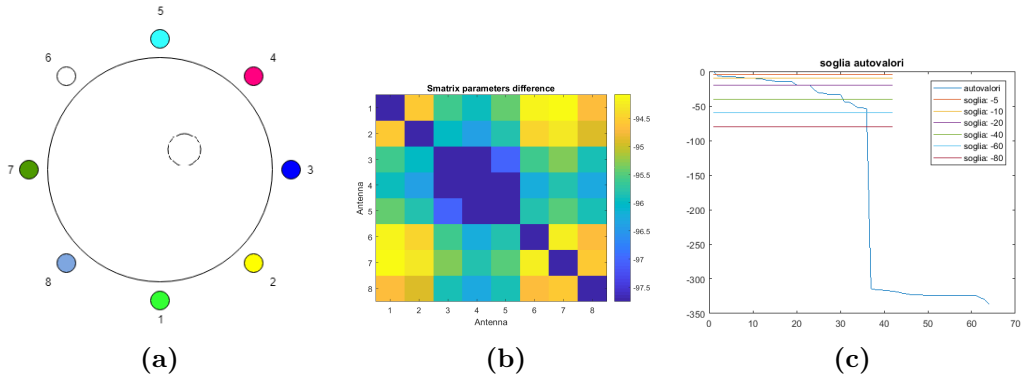 5
6
4
7
3
8
2
1
(a)
Smatrix parameters difference
1
2
3
4
5
6
7
8
Antenna
1 2 3 4 5 6 7 8
Antenna
-94.5
-95
-95.5
-96
-96.5
-97
-97.5
(b)
soglia autovalori
0
-50
-100
-150
-200
-250
-300
-350
0 10 20 30 40 50 60 70
autovalori
soglia: -5
soglia: -10
soglia: -20
soglia: -40
soglia: -60
soglia: -80
(c)